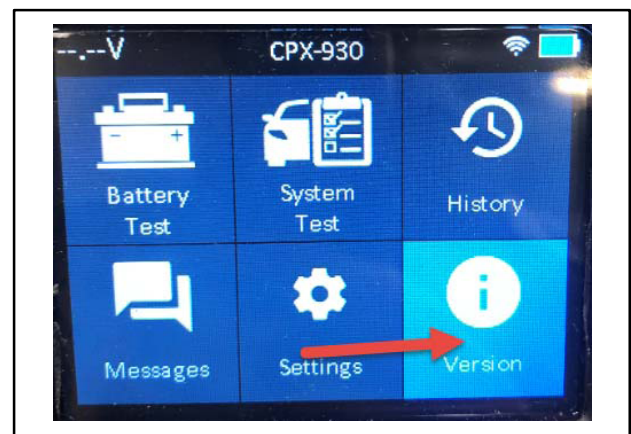 --.--V CPX-930
Battery
Test
System
Test
History
Messages
Settings
Version